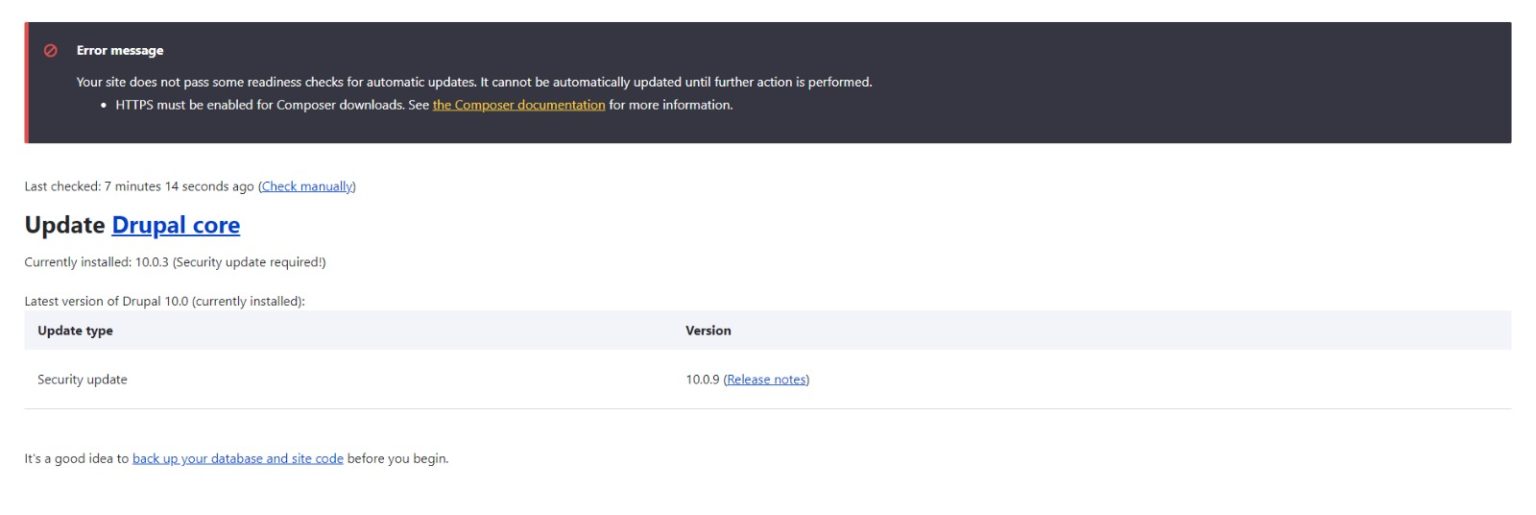 Error message
Your site does not pass some readiness checks for automatic updates. It cannot be automatically updated until further action is performed.
• HTTPS must be enabled for Composer downloads. See the Composer documentation for more information.
Last checked: 7 minutes 14 seconds ago (Check manually)
Update Drupal core
Currently installed: 10.0.3 (Security update required!)
Latest version of Drupal 10.0 (currently installed):
Update type Version
Security update 10.0.9 (Release notes)
It's a good idea to back up your database and site code before you begin.